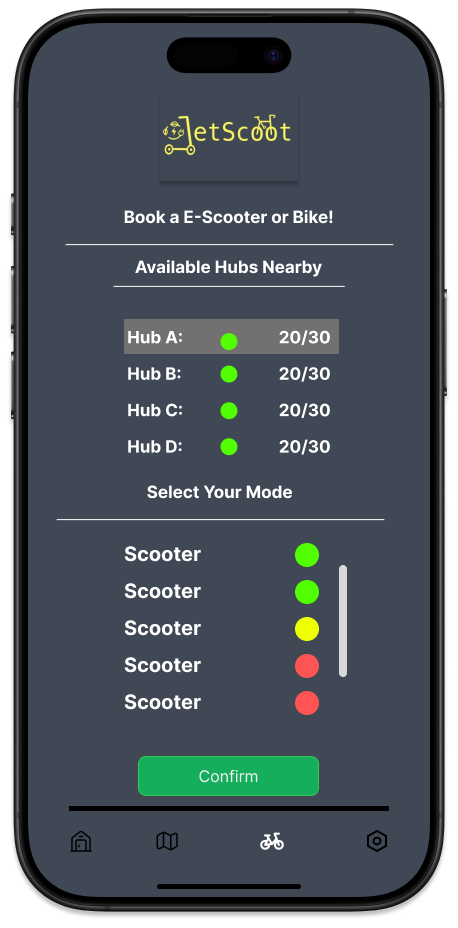 JetScoot
Book a E-Scooter or Bike!
Available Hubs Nearby
Hub A: 20/30
Hub B: 20/30
Hub C: 20/30
Hub D: 20/30
Select Your Mode
Scooter
Scooter
Scooter
Scooter
Scooter
Confirm